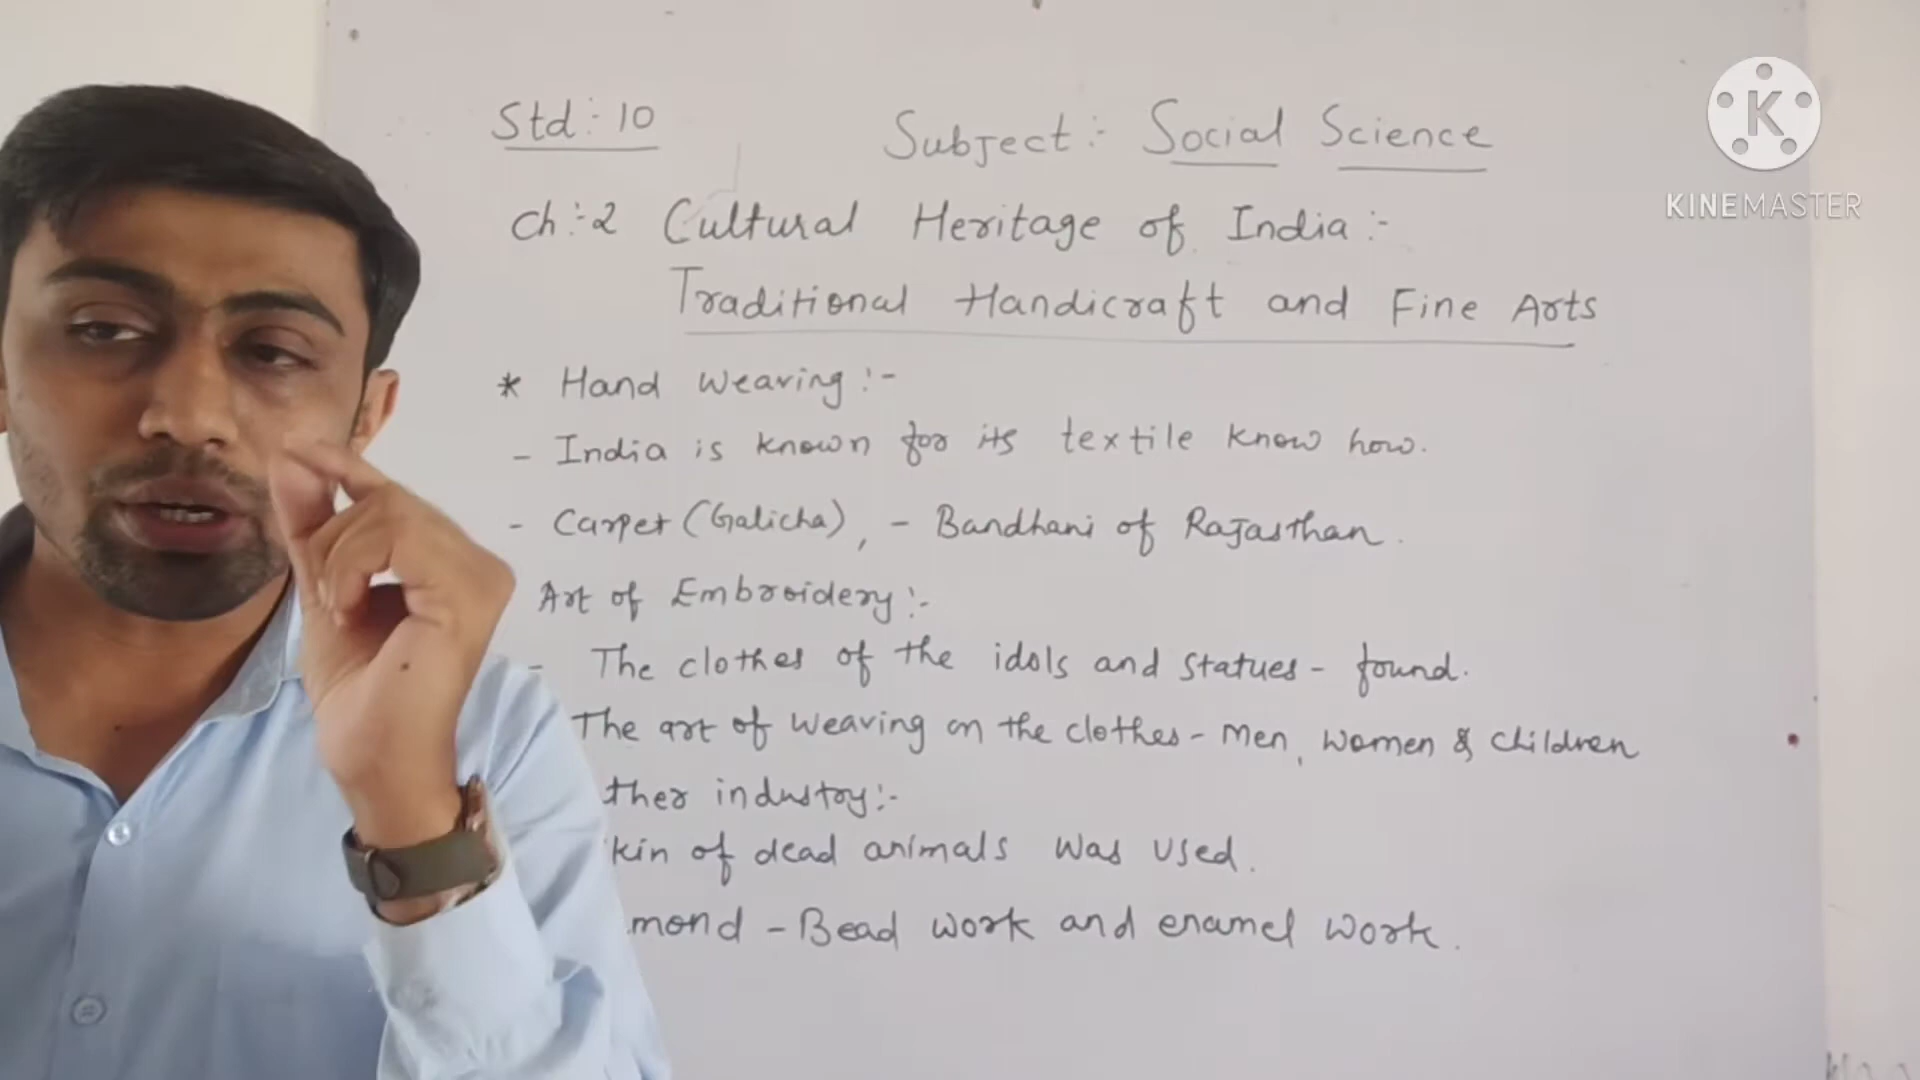 Std :- 10 Subject :- Social Science
Ch :- 2 Cultural Heritage of India :-
Traditional Handicraft and Fine Arts
* Hand Weaving :-
- India is known for its textile know how.
- Carpet (Galicha), - Bandhani of Rajasthan.
Art of Embroidery :-
- The clothes of the idols and statues - found.
The art of weaving on the clothes - Men, Women & Children
ther industry :-
kin of dead animals was used.
mond - Bead work and enamel work.
K
KINEMASTER